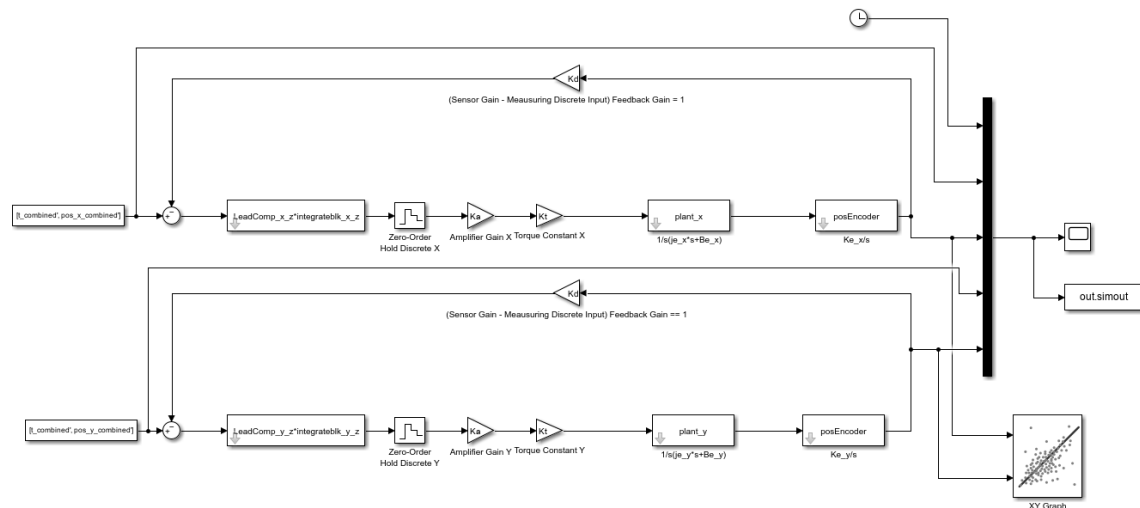 Kd
(Sensor Gain - Meausuring Discrete Input) Feedback Gain = 1
[t_combined', pos_x_combined']
LeadComp_x_z*integrateblk_x_z
Zero-Order
Hold Discrete X
Ka
Amplifier Gain X
Kt
Torque Constant X
plant_x
1/s(je_x*s+Be_x)
posEncoder
Ke_x/s
out.simout
Kd
(Sensor Gain - Meausuring Discrete Input) Feedback Gain == 1
[t_combined', pos_y_combined']
LeadComp_y_z*integrateblk_y_z
Zero-Order
Hold Discrete Y
Ka
Amplifier Gain Y
Kt
Torque Constant Y
plant_y
1/s(je_y*s+Be_y)
posEncoder
Ke_y/s
XY Graph